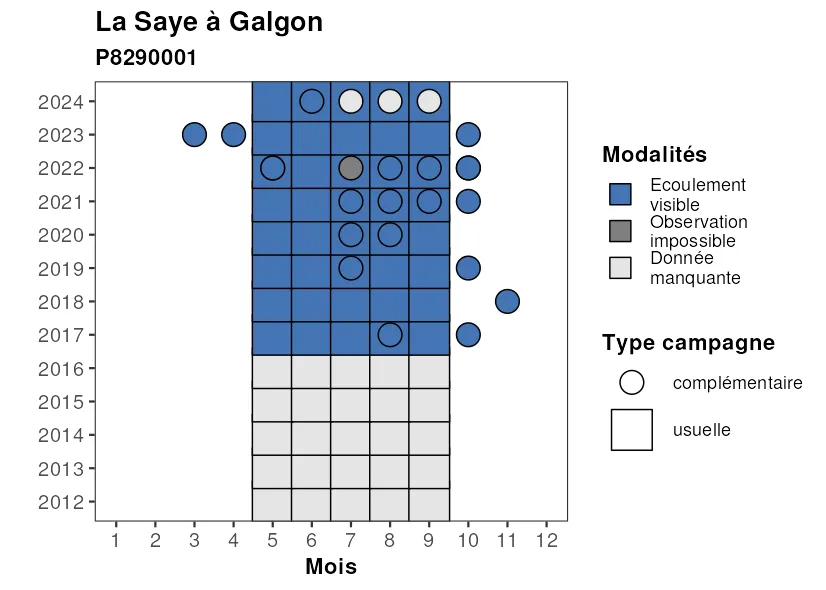 La Saye à Galgon
P8290001
2024
2023
2022
2021
2020
2019
2018
2017
2016
2015
2014
2013
2012
1 2 3 4 5 6 7 8 9 10 11 12
Mois
Modalités
Ecoulement
visible
Observation
impossible
Donnée
manquante
Type campagne
complémentaire
usuelle